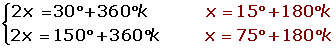 2x = 30° + 360°k x = 15° + 180°k
2x = 150° + 360°k x = 75° + 180°k